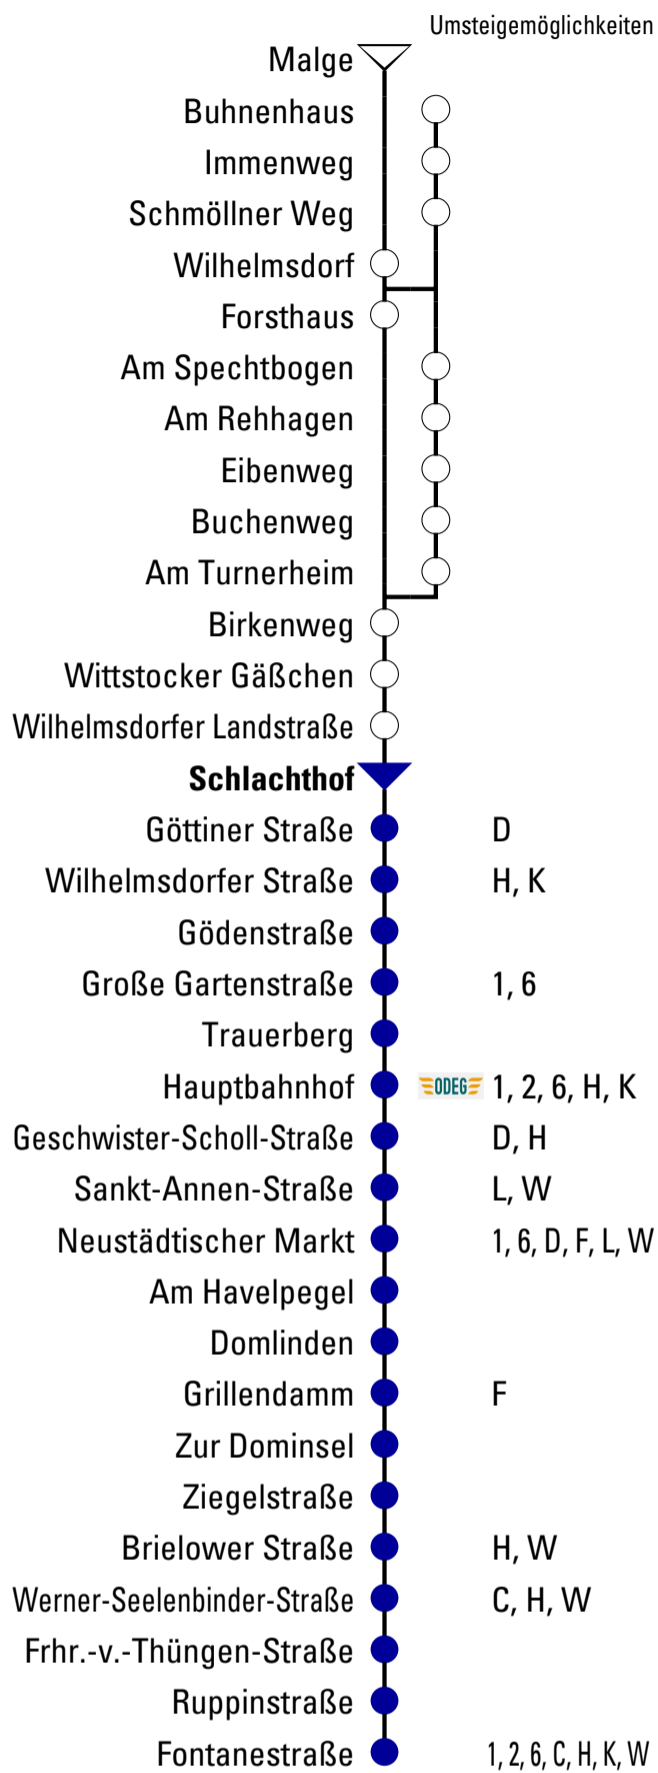 Umsteigemöglichkeiten
Malge
Buhnenhaus
Immenweg
Schmöllner Weg
Wilhelmsdorf
Forsthaus
Am Spechtbogen
Am Rehhagen
Eibenweg
Buchenweg
Am Turnerheim
Birkenweg
Wittstocker Gäßchen
Wilhelmsdorfer Landstraße
Schlachthof
Göttiner Straße D
Wilhelmsdorfer Straße H, K
Gödenstraße
Große Gartenstraße 1, 6
Trauerberg
Hauptbahnhof ODEG 1, 2, 6, H, K
Geschwister-Scholl-Straße D, H
Sankt-Annen-Straße L, W
Neustädtischer Markt 1, 6, D, F, L, W
Am Havelpegel
Domlinden
Grillendamm F
Zur Dominsel
Ziegelstraße
Brielower Straße H, W
Werner-Seelenbinder-Straße C, H, W
Frhr.-v.-Thüngen-Straße
Ruppinstraße
Fontanestraße 1, 2, 6, C, H, K, W